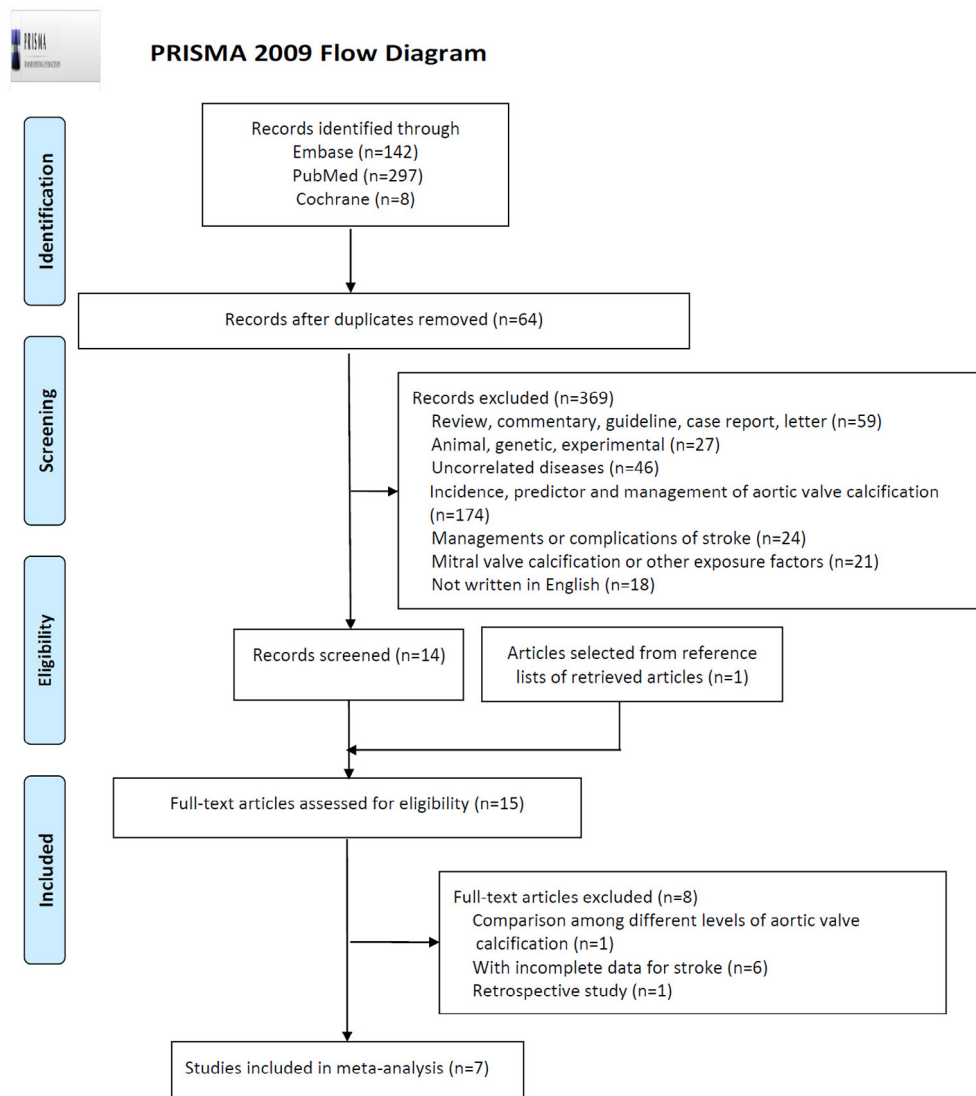 PRISMA
PRISMA 2009 Flow Diagram
Identification
Records identified through
Embase (n=142)
PubMed (n=297)
Cochrane (n=8)
Records after duplicates removed (n=64)
Screening
Records excluded (n=369)
Review, commentary, guideline, case report, letter (n=59)
Animal, genetic, experimental (n=27)
Uncorrelated diseases (n=46)
Incidence, predictor and management of aortic valve calcification
(n=174)
Managements or complications of stroke (n=24)
Mitral valve calcification or other exposure factors (n=21)
Not written in English (n=18)
Eligibility
Records screened (n=14)
Articles selected from reference
lists of retrieved articles (n=1)
Full-text articles assessed for eligibility (n=15)
Included
Full-text articles excluded (n=8)
Comparison among different levels of aortic valve
calcification (n=1)
With incomplete data for stroke (n=6)
Retrospective study (n=1)
Studies included in meta-analysis (n=7)